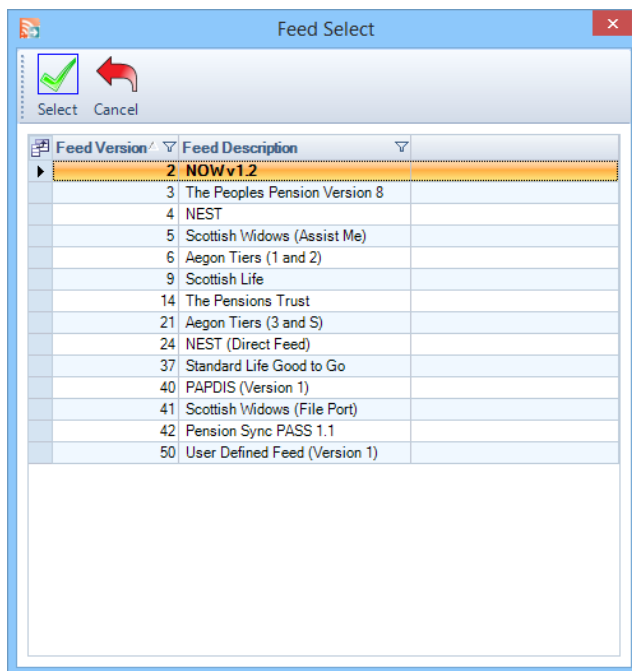 Feed Select
Select Cancel
Feed Version Feed Description
2 NOW v1.2
3 The Peoples Pension Version 8
4 NEST
5 Scottish Widows (Assist Me)
6 Aegon Tiers (1 and 2)
9 Scottish Life
14 The Pensions Trust
21 Aegon Tiers (3 and S)
24 NEST (Direct Feed)
37 Standard Life Good to Go
40 PAPDIS (Version 1)
41 Scottish Widows (File Port)
42 Pension Sync PASS 1.1
50 User Defined Feed (Version 1)